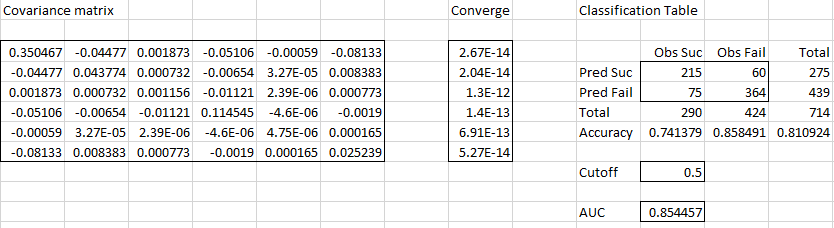 Covariance matrix Converge Classification Table
0.350467 -0.04477 0.001873 -0.05106 -0.00059 -0.08133 2.67E-14 Obs Suc Obs Fail Total
-0.04477 0.043774 0.000732 -0.00654 3.27E-05 0.008383 2.04E-14 Pred Suc 215 60 275
0.001873 0.000732 0.001156 -0.01121 2.39E-06 0.000773 1.3E-12 Pred Fail 75 364 439
-0.05106 -0.00654 -0.01121 0.114545 -4.6E-06 -0.0019 1.4E-13 Total 290 424 714
-0.00059 3.27E-05 2.39E-06 -4.6E-06 4.75E-06 0.000165 6.91E-13 Accuracy 0.741379 0.858491 0.810924
-0.08133 0.008383 0.000773 -0.0019 0.000165 0.025239 5.27E-14
Cutoff 0.5
AUC 0.854457